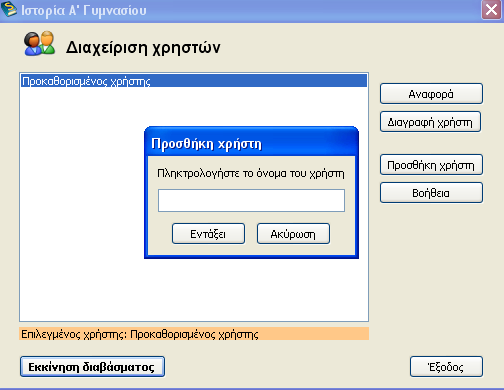 Ιστορία Α' Γυμνασίου
Διαχείριση χρηστών
Προκαθορισμένος χρήστης
Αναφορά
Διαγραφή χρήστη
Προσθήκη χρήστη
Πληκτρολογήστε το όνομα του χρήστη
Εντάξει
Ακύρωση
Προσθήκη χρήστη
Βοήθεια
Επιλεγμένος χρήστης: Προκαθορισμένος χρήστης
Εκκίνηση διαβάσματος
Έξοδος